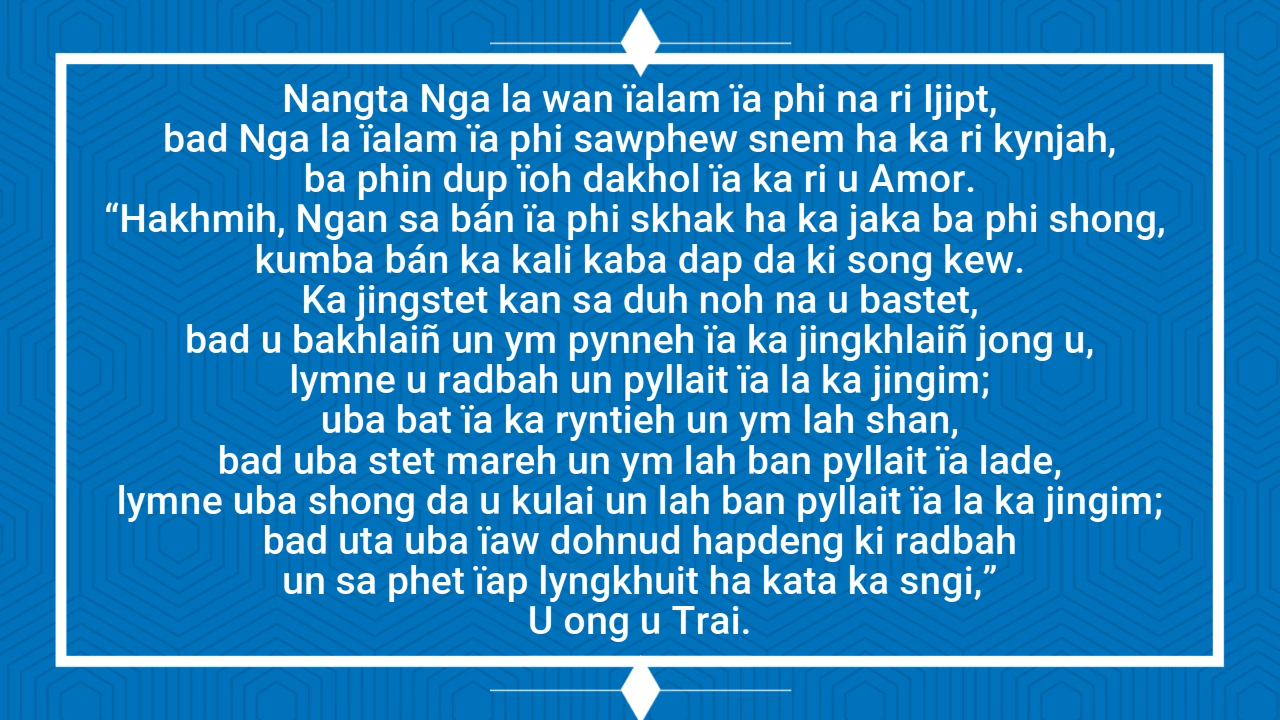 Nangta Nga la wan ïalam ïa phi na ri Ijipt,
bad Nga la ïalam ïa phi sawphew snem ha ka ri kynjah,
ba phin dup ïoh dakhol ïa ka ri u Amor.
“Hakhmih, Ngan sa bán ïa phi skhak ha ka jaka ba phi shong,
kumba bán ka kali kaba dap da ki song kew.
Ka jingstet kan sa duh noh na u bastet,
bad u bakhlaiñ un ym pynneh ïa ka jingkhlaiñ jong u,
lymne u radbah un pyllait ïa la ka jingim;
uba bat ïa ka ryntieh un ym lah shan,
bad uba stet mareh un ym lah ban pyllait ïa lade,
lymne uba shong da u kulai un lah ban pyllait ïa la ka jingim;
bad uta uba ïaw dohnud hapdeng ki radbah
un sa phet ïap lyngkhuit ha kata ka sngi,”
U ong u Trai.